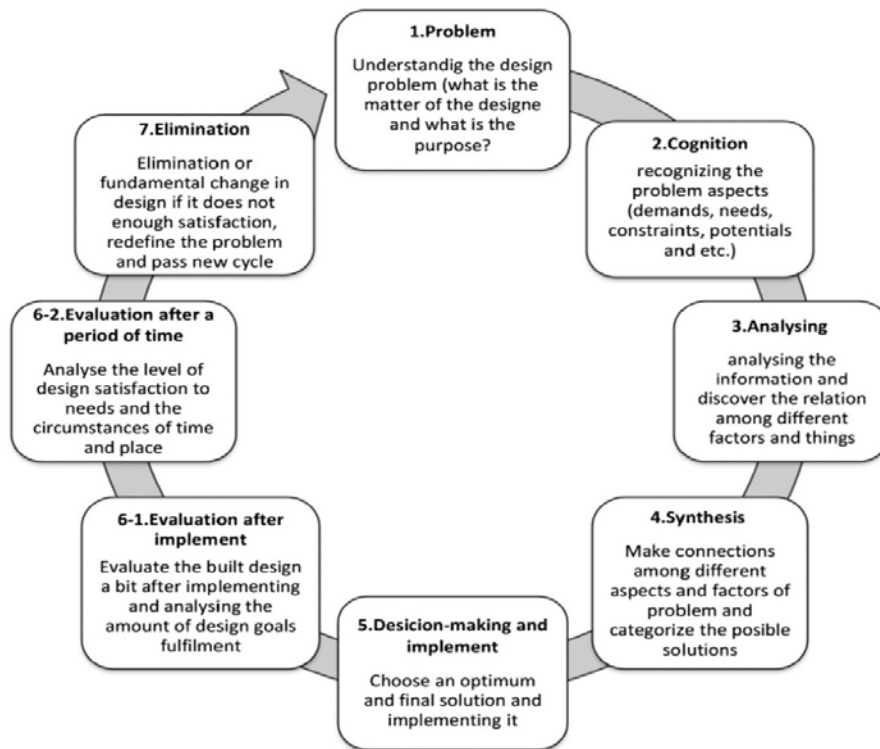 1.Problem
Understandig the design
problem (what is the
matter of the designe
and what is the
purpose?
2.Cognition
recognizing the
problem aspects
(demands, needs,
constraints, potentials
and etc.)
3.Analysing
analysing the
information and
discover the relation
among different
factors and things
4.Synthesis
Make connections
among different
aspects and factors of
problem and
categorize the posible
solutions
5.Desicion-making and
implement
Choose an optimum
and final solution and
implementing it
6-1.Evaluation after
implement
Evaluate the built design
a bit after implementing
and analysing the
amount of design goals
fulfilment
6-2.Evaluation after a
period of time
Analyse the level of
design satisfaction to
needs and the
circumstances of time
and place
7.Elimination
Elimination or
fundamental change in
design if it does not
enough satisfaction,
redefine the problem
and pass new cycle